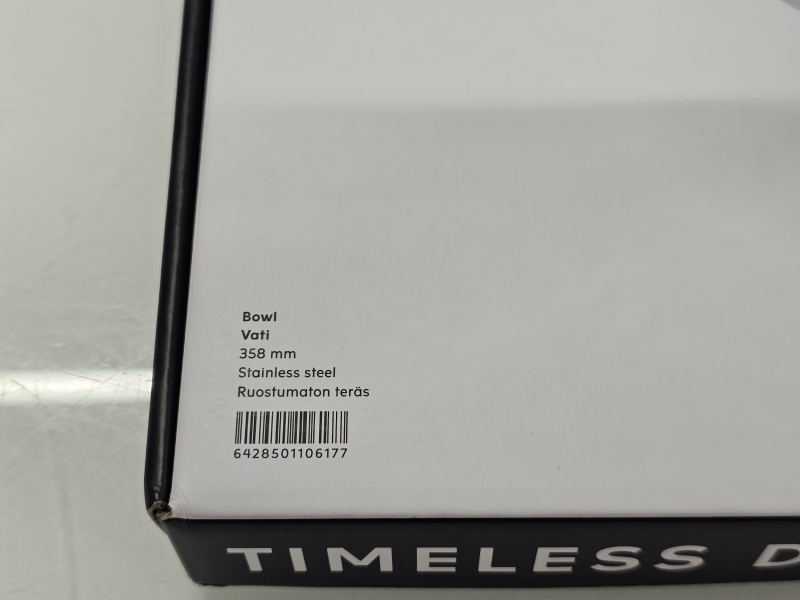 Bowl
Vati
358 mm
Stainless steel
Ruostumaton teräs
6428501106177
TIMELESS D